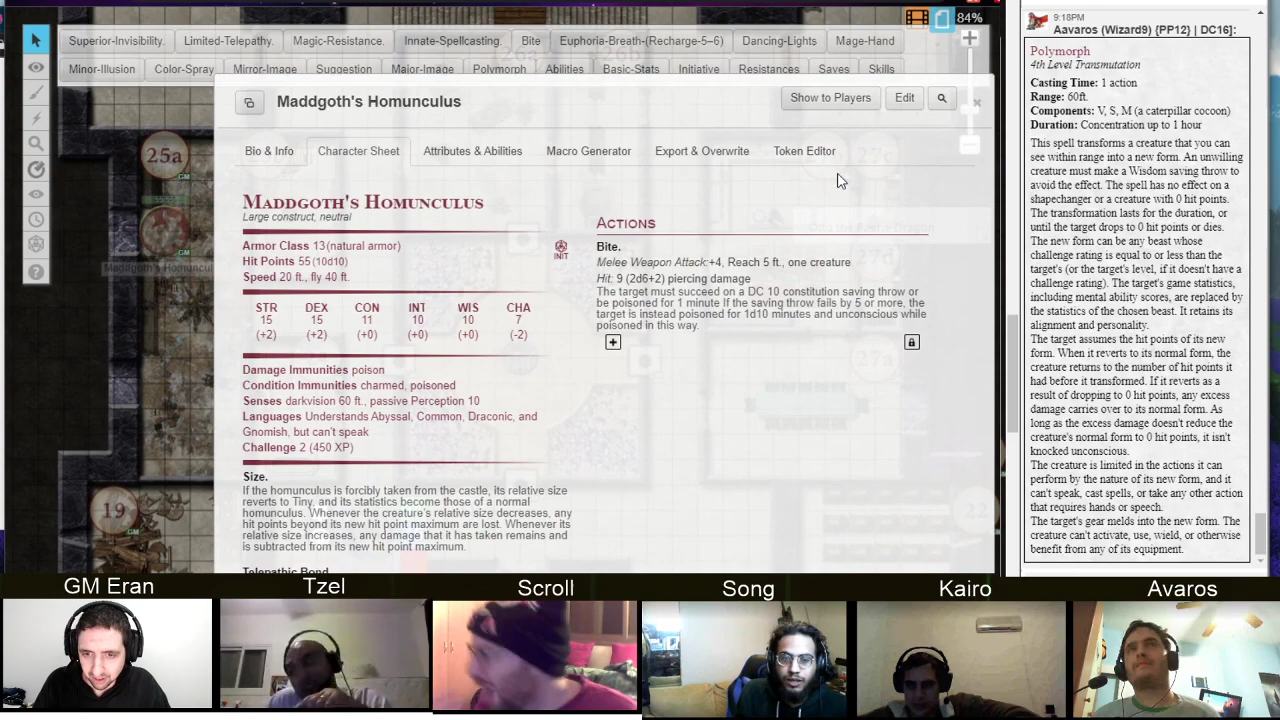 84%
Superior-Invisibility. Limited-Telepathy. Magic-Resistance. Innate-Spellcasting. Bite Euphoria-Breath-(Recharge-5–6) Dancing-Lights Mage-Hand
Minor-Illusion Color-Spray Mirror-Image Suggestion Major-Image Polymorph Abilities Basic-Stats Initiative Resistances Saves Skills
Maddgoth's Homunculus
Show to Players Edit
Bio & Info Character Sheet Attributes & Abilities Macro Generator Export & Overwrite Token Editor
25a
GM
GM
Maddgoth's Homuncul
19
27a
22
MADDGOTH'S HOMUNCULUS
Large construct, neutral
Armor Class 13 (natural armor)
Hit Points 55 (10d10)
Speed 20 ft., fly 40 ft.
INIT
STR DEX CON INT WIS CHA
15 15 11 10 10 7
(+2) (+2) (+0) (+0) (+0) (-2)
Damage Immunities poison
Condition Immunities charmed, poisoned
Senses darkvision 60 ft., passive Perception 10
Languages Understands Abyssal, Common, Draconic, and
Gnomish, but can't speak
Challenge 2 (450 XP)
Size.
If the homunculus is forcibly taken from the castle, its relative size
reverts to Tiny, and its statistics become those of a normal
homunculus. Whenever the creature's relative size decreases, any
hit points beyond its new hit point maximum are lost. Whenever its
relative size increases, any damage that it has taken remains and
is subtracted from its new hit point maximum.
Telepathic Bond
ACTIONS
Bite.
Melee Weapon Attack:+4, Reach 5 ft., one creature
Hit: 9 (2d6+2) piercing damage
The target must succeed on a DC 10 constitution saving throw or
be poisoned for 1 minute If the saving throw fails by 5 or more, the
target is instead poisoned for 1d10 minutes and unconscious while
poisoned in this way.
9:18PM
Aavaros (Wizard9) {PP12} | DC16]:
Polymorph
4th Level Transmutation
Casting Time: 1 action
Range: 60ft.
Components: V, S, M (a caterpillar cocoon)
Duration: Concentration up to 1 hour
This spell transforms a creature that you can
see within range into a new form. An unwilling
creature must make a Wisdom saving throw to
avoid the effect. The spell has no effect on a
shapechanger or a creature with 0 hit points.
The transformation lasts for the duration, or
until the target drops to 0 hit points or dies.
The new form can be any beast whose
challenge rating is equal to or less than the
target's (or the target's level, if it doesn't have a
challenge rating). The target's game statistics,
including mental ability scores, are replaced by
the statistics of the chosen beast. It retains its
alignment and personality.
The target assumes the hit points of its new
form. When it reverts to its normal form, the
creature returns to the number of hit points it
had before it transformed. If it reverts as a
result of dropping to 0 hit points, any excess
damage carries over to its normal form. As
long as the excess damage doesn't reduce the
creature's normal form to 0 hit points, it isn't
knocked unconscious.
The creature is limited in the actions it can
perform by the nature of its new form, and it
can't speak, cast spells, or take any other action
that requires hands or speech.
The target's gear melds into the new form. The
creature can't activate, use, wield, or otherwise
benefit from any of its equipment.
GM Eran Tzel Scroll Song Kairo Avaros